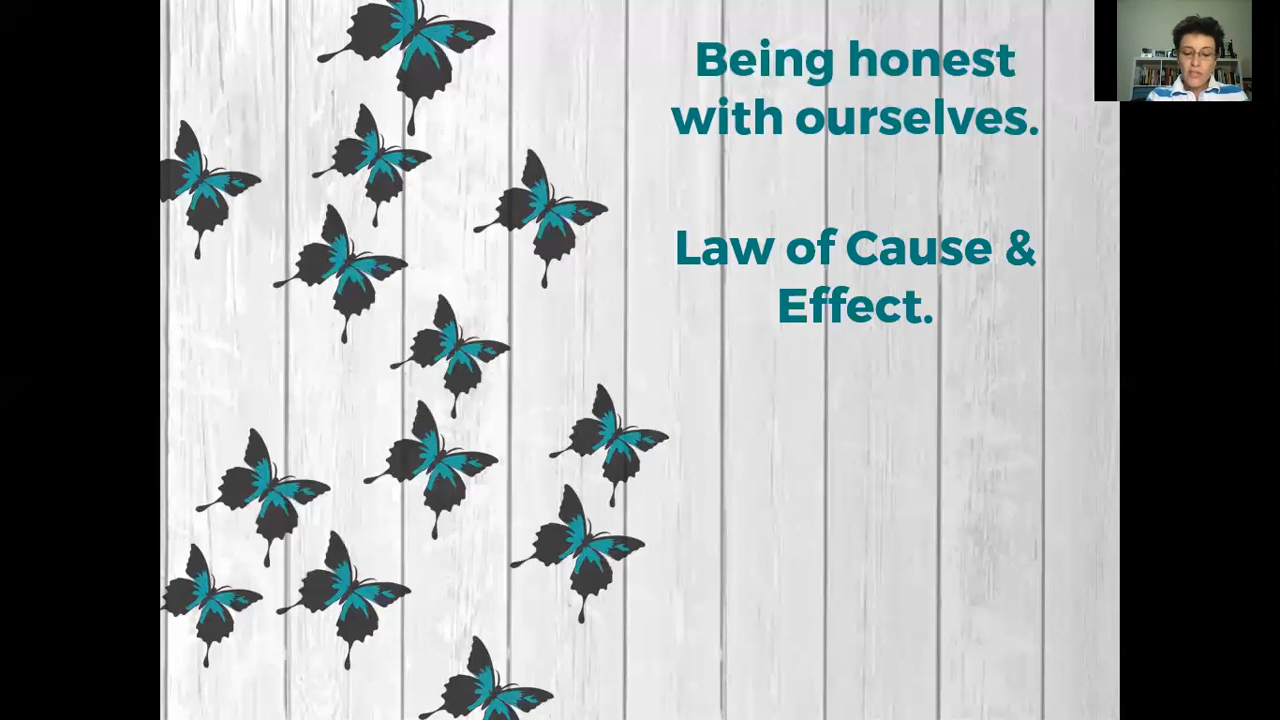 Being honest
with ourselves.
Law of Cause &
Effect.